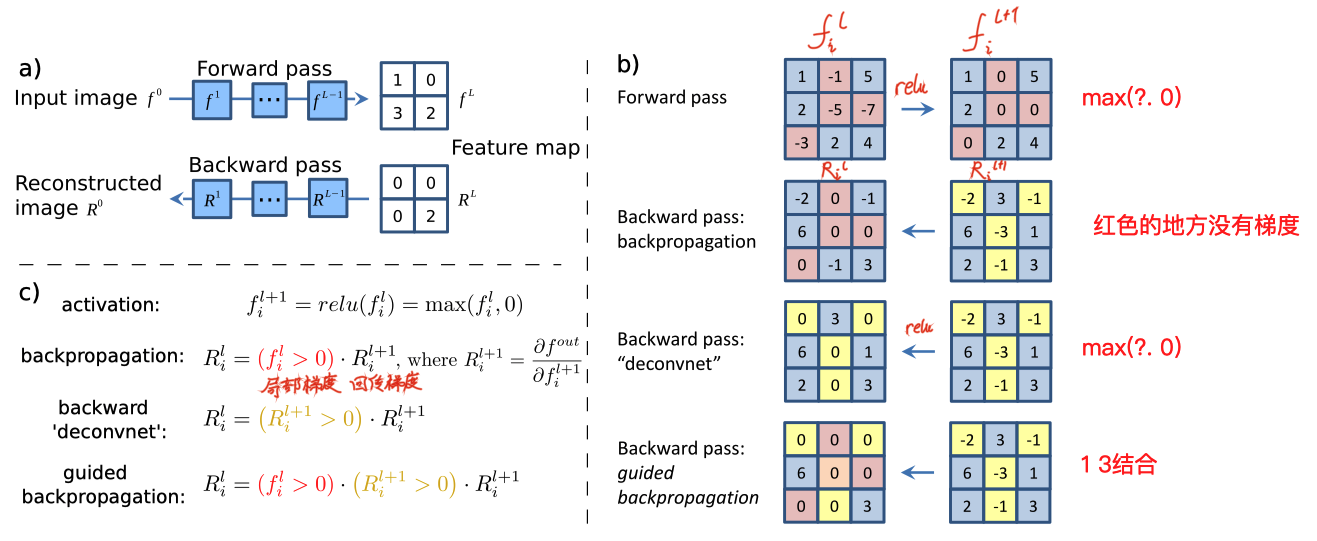 a)
Forward pass
Input image f^0
f^1 ... f^{L-1}
1 0
3 2
f^L
Feature map
Backward pass
Reconstructed
image R^0
R^1 ... R^{L-1}
0 0
0 2
R^L
c)
activation: f_i^{l+1} = relu(f_i^l) = max(f_i^l, 0)
backpropagation: R_i^l = (f_i^l > 0) · R_i^{l+1}, where R_i^{l+1} = ∂f^{out} / ∂f_i^{l+1}
局部梯度 回传梯度
backward
'deconvnet':
R_i^l = (R_i^{l+1} > 0) · R_i^{l+1}
guided
backpropagation:
R_i^l = (f_i^l > 0) · (R_i^{l+1} > 0) · R_i^{l+1}
b)
f_i^l f_i^{l+1}
Forward pass
1 -1 5
2 -5 -7
-3 2 4
relu
1 0 5
2 0 0
0 2 4
max(?. 0)
R_i^l R_i^{l+1}
Backward pass:
backpropagation
-2 0 -1
6 0 0
0 -1 3
-2 3 -1
6 -3 1
2 -1 3
红色的地方没有梯度
Backward pass:
“deconvnet”
0 3 0
6 0 1
2 0 3
relu
-2 3 -1
6 -3 1
2 -1 3
max(?. 0)
Backward pass:
guided
backpropagation
0 0 0
6 0 0
0 0 3
-2 3 -1
6 -3 1
2 -1 3
1 3结合